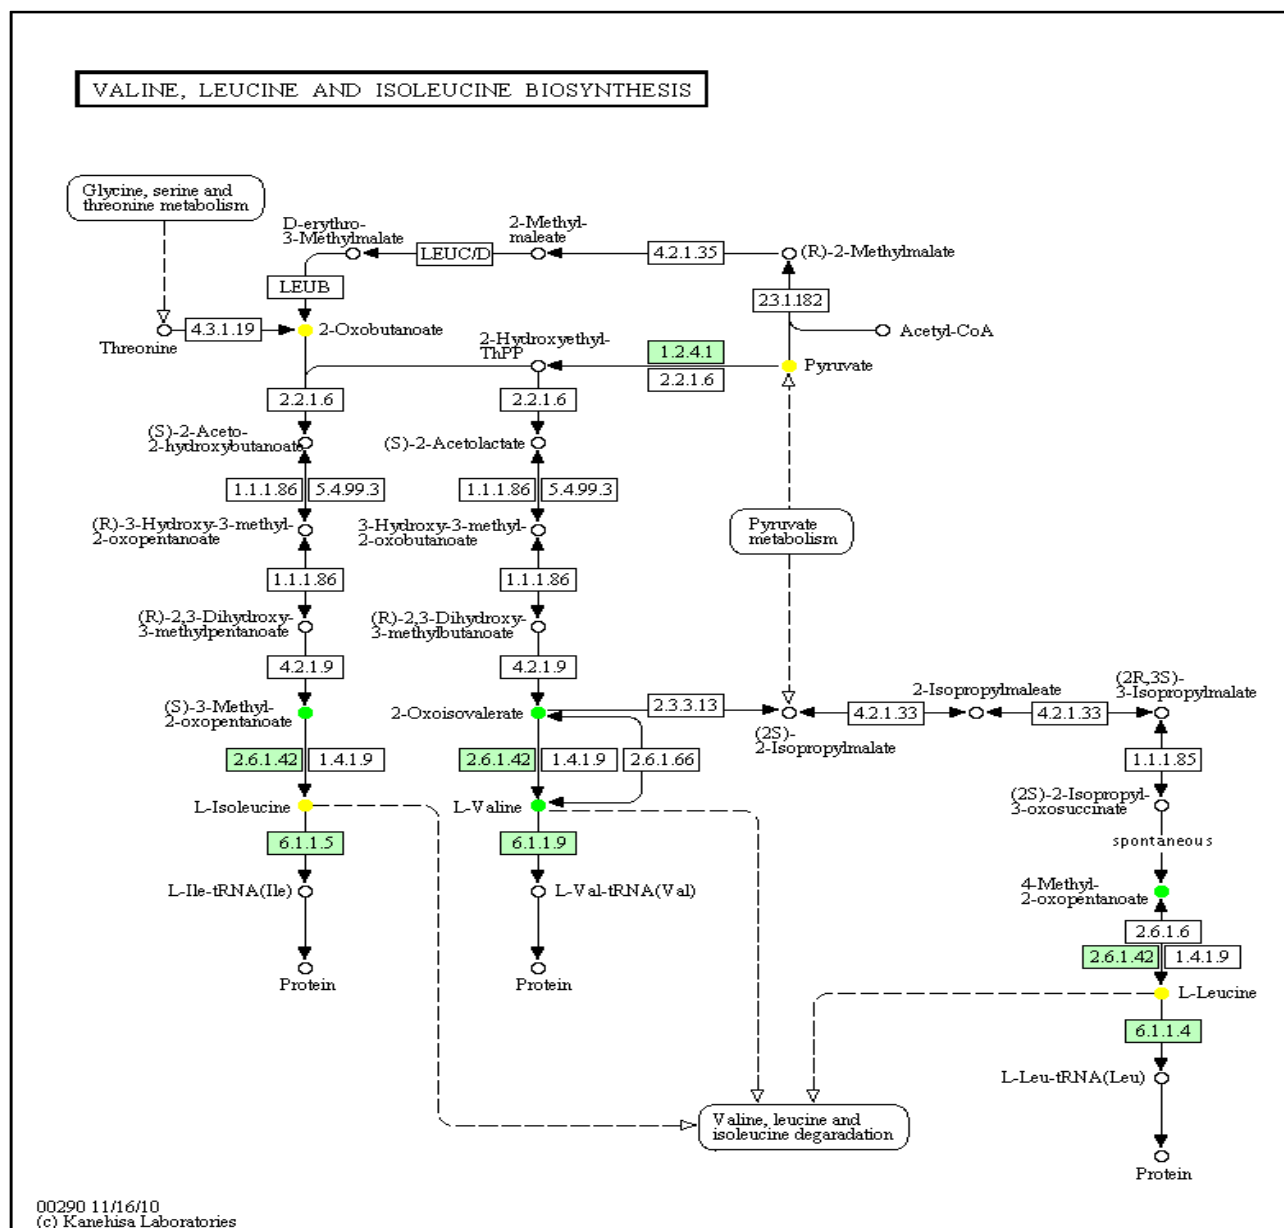 VALINE, LEUCINE AND ISOLEUCINE BIOSYNTHESIS
Glycine, serine and
threonine metabolism
D-erythro-
3-Methylmalate
2-Methyl-
maleate
LEUC/D
4.2.1.35
(R)-2-Methylmalate
LEUB
2.3.1.182
4.3.1.19
2-Oxobutanoate
Acetyl-CoA
Threonine
2-Hydroxyethyl-
ThPP
1.2.4.1
Pyruvate
2.2.1.6
2.2.1.6
2.2.1.6
(S)-2-Aceto-
2-hydroxybutanoate
(S)-2-Acetolactate
1.1.1.86
5.4.99.3
1.1.1.86
5.4.99.3
(R)-3-Hydroxy-3-methyl-
2-oxopentanoate
3-Hydroxy-3-methyl-
2-oxobutanoate
Pyruvate
metabolism
1.1.1.86
1.1.1.86
(R)-2,3-Dihydroxy-
3-methylpentanoate
(R)-2,3-Dihydroxy-
3-methylbutanoate
4.2.1.9
4.2.1.9
(S)-3-Methyl-
2-oxopentanoate
2-Oxoisovalerate
2.3.3.13
(2S)-
2-Isopropylmalate
4.2.1.33
2-Isopropylmaleate
4.2.1.33
(2R,3S)-
3-Isopropylmalate
2.6.1.42
1.4.1.9
2.6.1.42
1.4.1.9
2.6.1.66
1.1.1.85
L-Isoleucine
L-Valine
(2S)-2-Isopropyl-
3-oxosuccinate
6.1.1.5
6.1.1.9
spontaneous
L-Ile-tRNA(Ile)
L-Val-tRNA(Val)
4-Methyl-
2-oxopentanoate
2.6.1.6
2.6.1.42
1.4.1.9
Protein
Protein
L-Leucine
6.1.1.4
L-Leu-tRNA(Leu)
Valine, leucine and
isoleucine degaradation
Protein
00290 11/16/10
(c) Kanehisa Laboratories